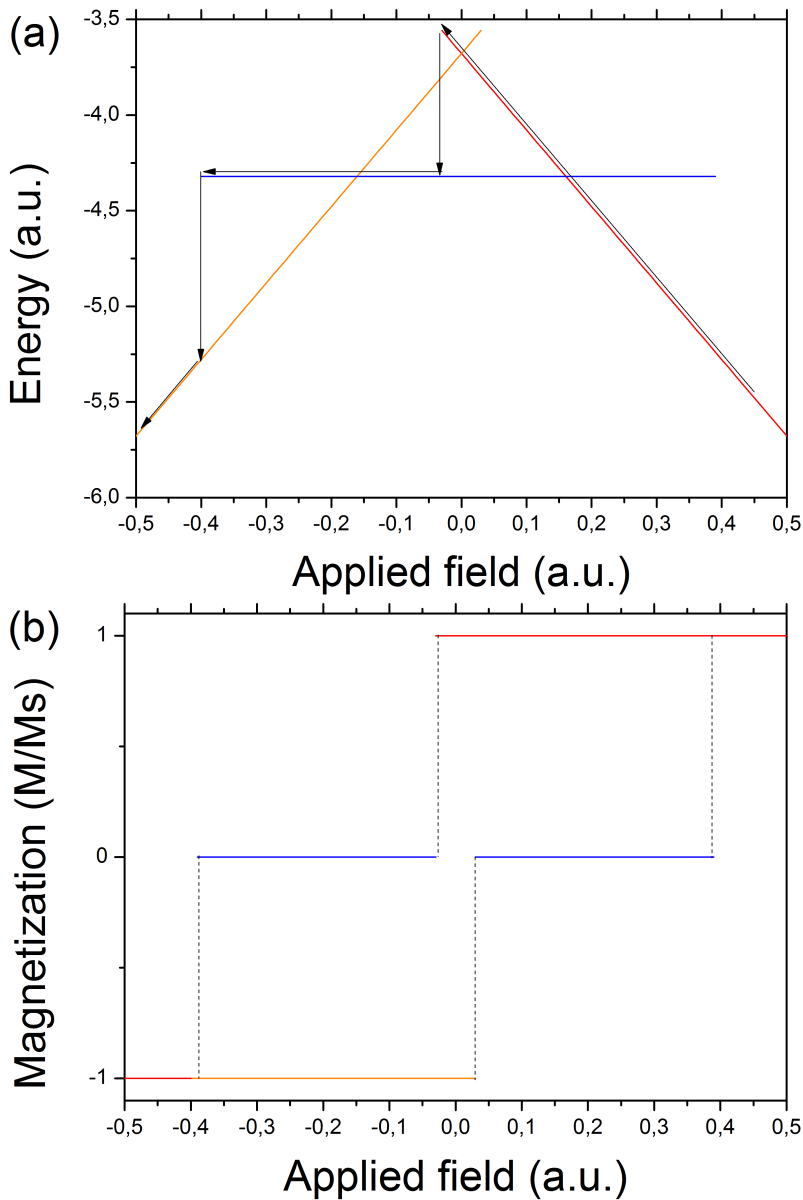 (a)
Energy (a.u.)
-3,5
-4,0
-4,5
-5,0
-5,5
-6,0
-0,5 -0,4 -0,3 -0,2 -0,1 0,0 0,1 0,2 0,3 0,4 0,5
Applied field (a.u.)
(b)
Magnetization (M/Ms)
1
0
-1
-0,5 -0,4 -0,3 -0,2 -0,1 0,0 0,1 0,2 0,3 0,4 0,5
Applied field (a.u.)